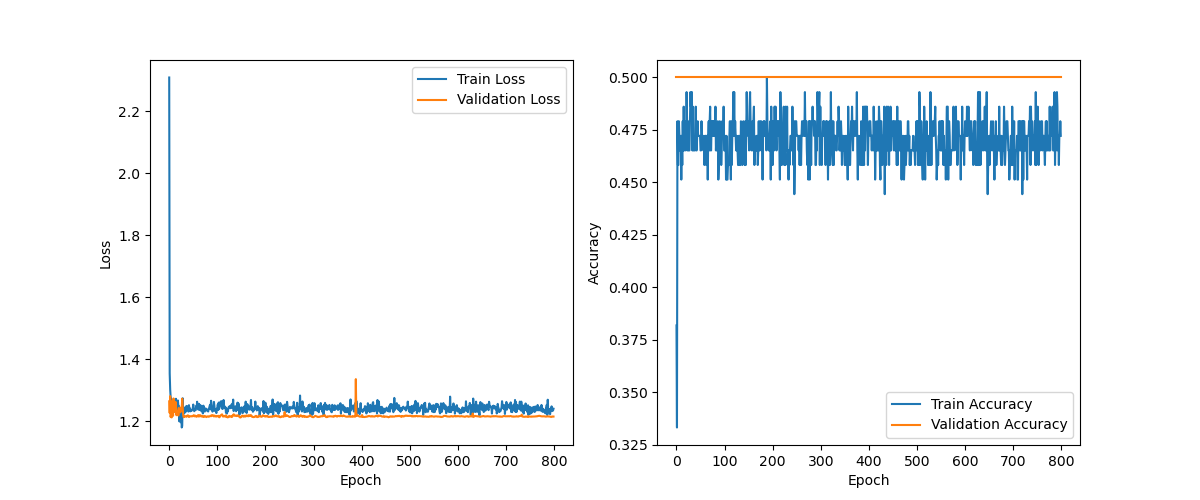 Train Loss
Validation Loss
2.2
2.0
1.8
1.6
1.4
1.2
Loss
0 100 200 300 400 500 600 700 800
Epoch
0.500
0.475
0.450
0.425
0.400
0.375
0.350
0.325
Accuracy
Train Accuracy
Validation Accuracy
0 100 200 300 400 500 600 700 800
Epoch